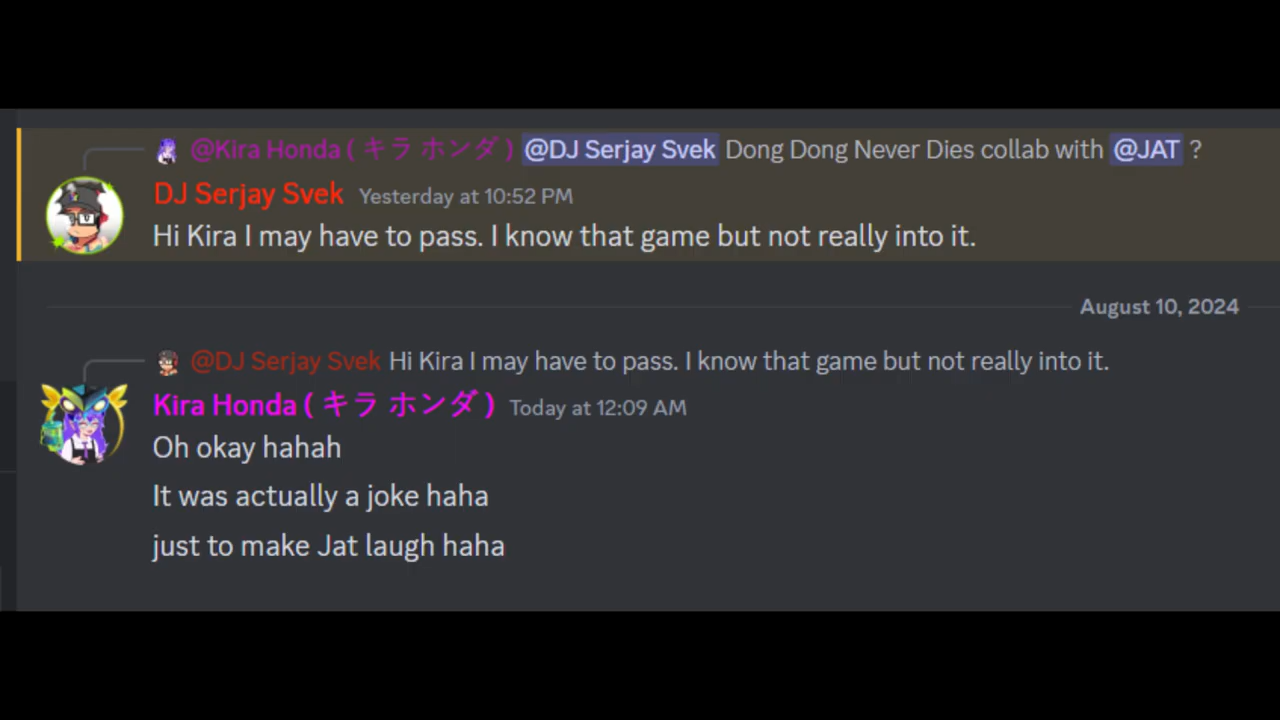 @Kira Honda ( キラ ホンダ ) @DJ Serjay Svek Dong Dong Never Dies collab with @JAT ?
DJ Serjay Svek Yesterday at 10:52 PM
Hi Kira I may have to pass. I know that game but not really into it.
August 10, 2024
@DJ Serjay Svek Hi Kira I may have to pass. I know that game but not really into it.
Kira Honda ( キラ ホンダ ) Today at 12:09 AM
Oh okay hahah
It was actually a joke haha
just to make Jat laugh haha